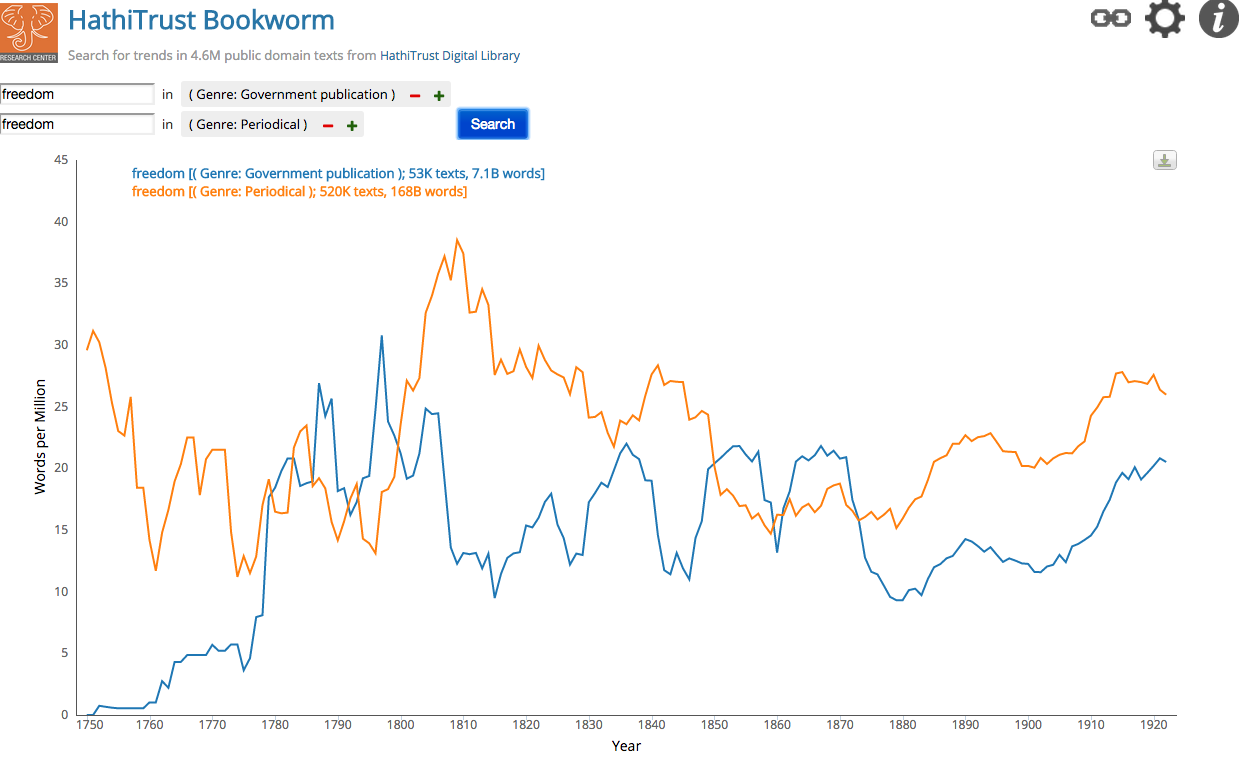 HathiTrust Bookworm
RESEARCH CENTER
Search for trends in 4.6M public domain texts from HathiTrust Digital Library
freedom in ( Genre: Government publication )
freedom in ( Genre: Periodical ) Search
freedom [( Genre: Government publication ); 53K texts, 7.1B words]
freedom [( Genre: Periodical ); 520K texts, 168B words]
45
40
35
30
25
20
15
10
5
0
Words per Million
1750 1760 1770 1780 1790 1800 1810 1820 1830 1840 1850 1860 1870 1880 1890 1900 1910 1920
Year